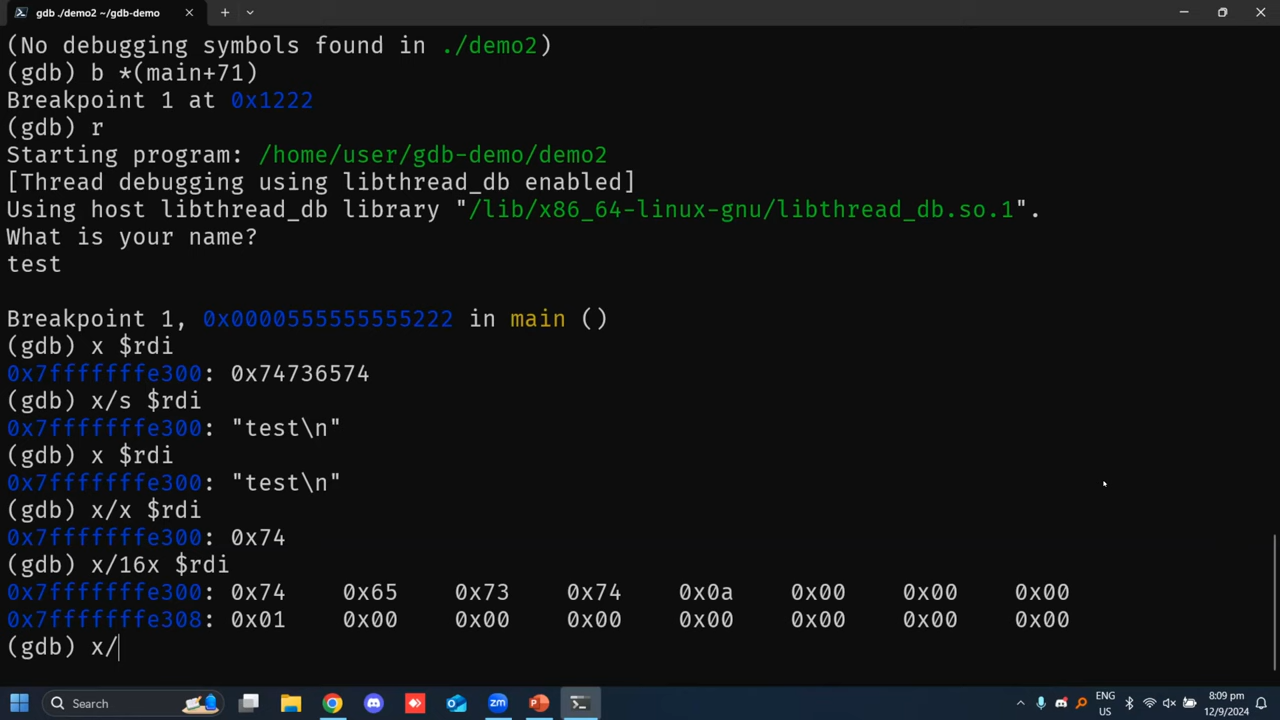 gdb ./demo2 ~/gdb-demo
(No debugging symbols found in ./demo2)
(gdb) b *(main+71)
Breakpoint 1 at 0x1222
(gdb) r
Starting program: /home/user/gdb-demo/demo2
[Thread debugging using libthread_db enabled]
Using host libthread_db library "/lib/x86_64-linux-gnu/libthread_db.so.1".
What is your name?
test
Breakpoint 1, 0x0000555555555222 in main ()
(gdb) x $rdi
0x7fffffffe300: 0x74736574
(gdb) x/s $rdi
0x7fffffffe300: "test\n"
(gdb) x $rdi
0x7fffffffe300: "test\n"
(gdb) x/x $rdi
0x7fffffffe300: 0x74
(gdb) x/16x $rdi
0x7fffffffe300: 0x74 0x65 0x73 0x74 0x0a 0x00 0x00 0x00
0x7fffffffe308: 0x01 0x00 0x00 0x00 0x00 0x00 0x00 0x00
(gdb) x/
Search
zm
ENG
US
8:09 pm
12/9/2024